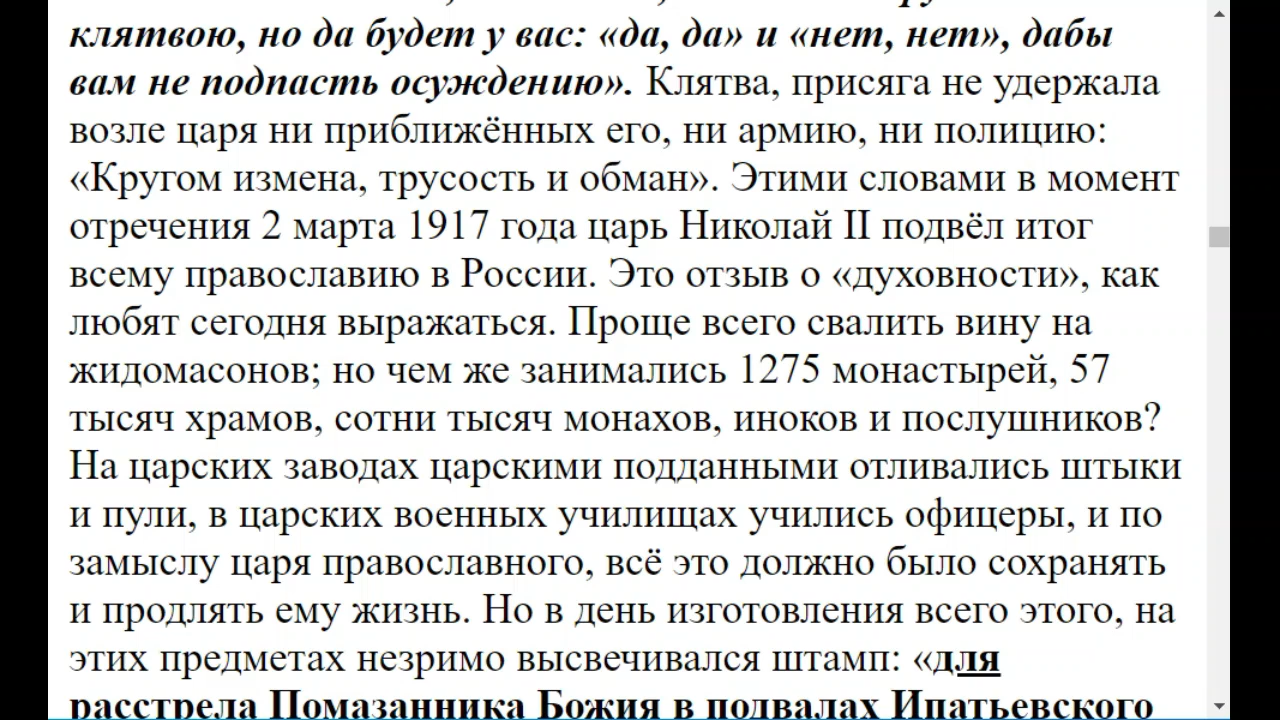 клятвою, но да будет у вас: «да, да» и «нет, нет», дабы
вам не подпасть осуждению». Клятва, присяга не удержала
возле царя ни приближённых его, ни армию, ни полицию:
«Кругом измена, трусость и обман». Этими словами в момент
отречения 2 марта 1917 года царь Николай II подвёл итог
всему православию в России. Это отзыв о «духовности», как
любят сегодня выражаться. Проще всего свалить вину на
жидомасонов; но чем же занимались 1275 монастырей, 57
тысяч храмов, сотни тысяч монахов, иноков и послушников?
На царских заводах царскими подданными отливались штыки
и пули, в царских военных училищах учились офицеры, и по
замыслу царя православного, всё это должно было сохранять
и продлять ему жизнь. Но в день изготовления всего этого, на
этих предметах незримо высвечивался штамп: «для
расстрела Помазанника Божия в подвалах Ипатьевского